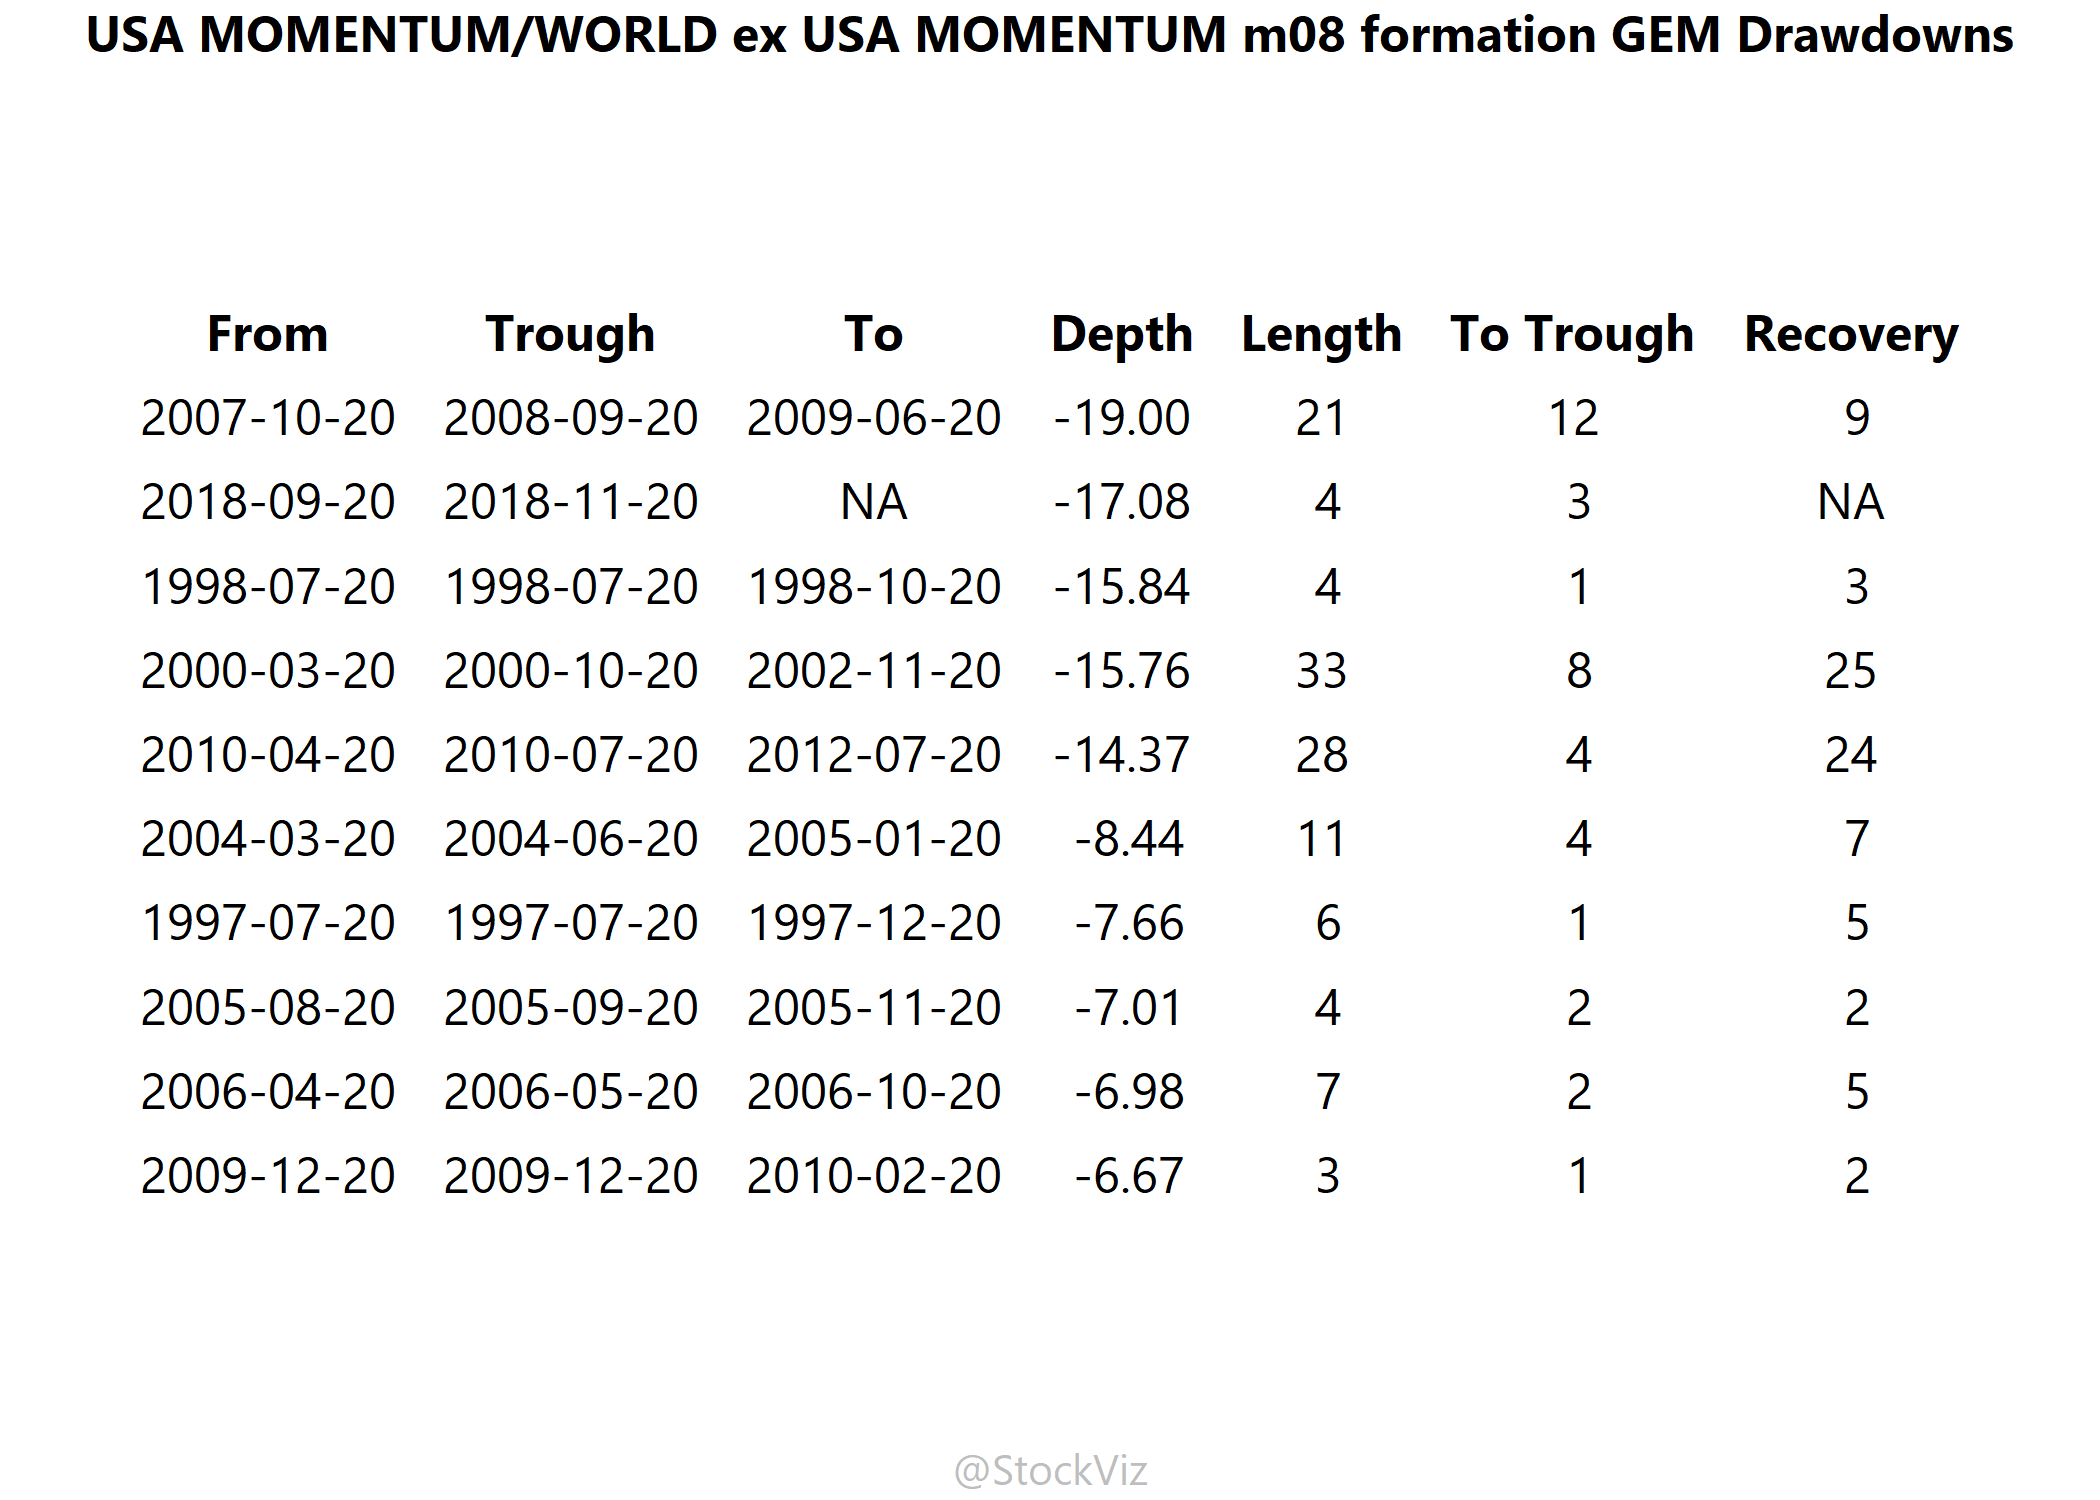 USA MOMENTUM/WORLD ex USA MOMENTUM m08 formation GEM Drawdowns
From Trough To Depth Length To Trough Recovery
2007-10-20 2008-09-20 2009-06-20 -19.00 21 12 9
2018-09-20 2018-11-20 NA -17.08 4 3 NA
1998-07-20 1998-07-20 1998-10-20 -15.84 4 1 3
2000-03-20 2000-10-20 2002-11-20 -15.76 33 8 25
2010-04-20 2010-07-20 2012-07-20 -14.37 28 4 24
2004-03-20 2004-06-20 2005-01-20 -8.44 11 4 7
1997-07-20 1997-07-20 1997-12-20 -7.66 6 1 5
2005-08-20 2005-09-20 2005-11-20 -7.01 4 2 2
2006-04-20 2006-05-20 2006-10-20 -6.98 7 2 5
2009-12-20 2009-12-20 2010-02-20 -6.67 3 1 2
@StockViz